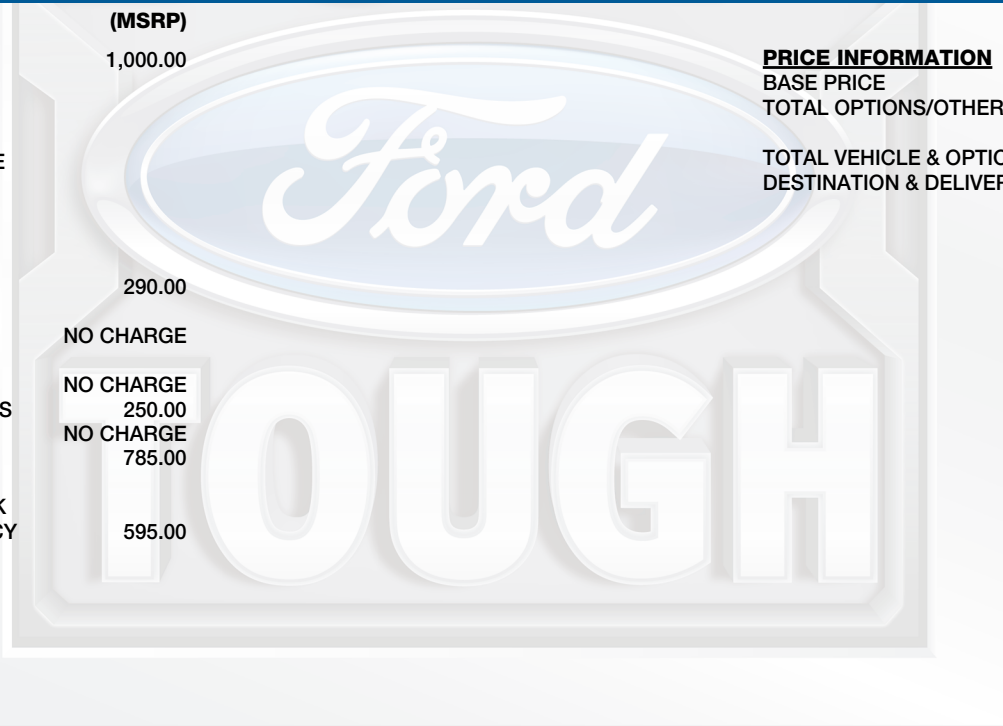 (MSRP)
1,000.00
E
290.00
NO CHARGE
NO CHARGE
S 250.00
NO CHARGE
785.00
K
CY 595.00
PRICE INFORMATION
BASE PRICE
TOTAL OPTIONS/OTHER
TOTAL VEHICLE & OPTIO
DESTINATION & DELIVER
Ford
TOUGH